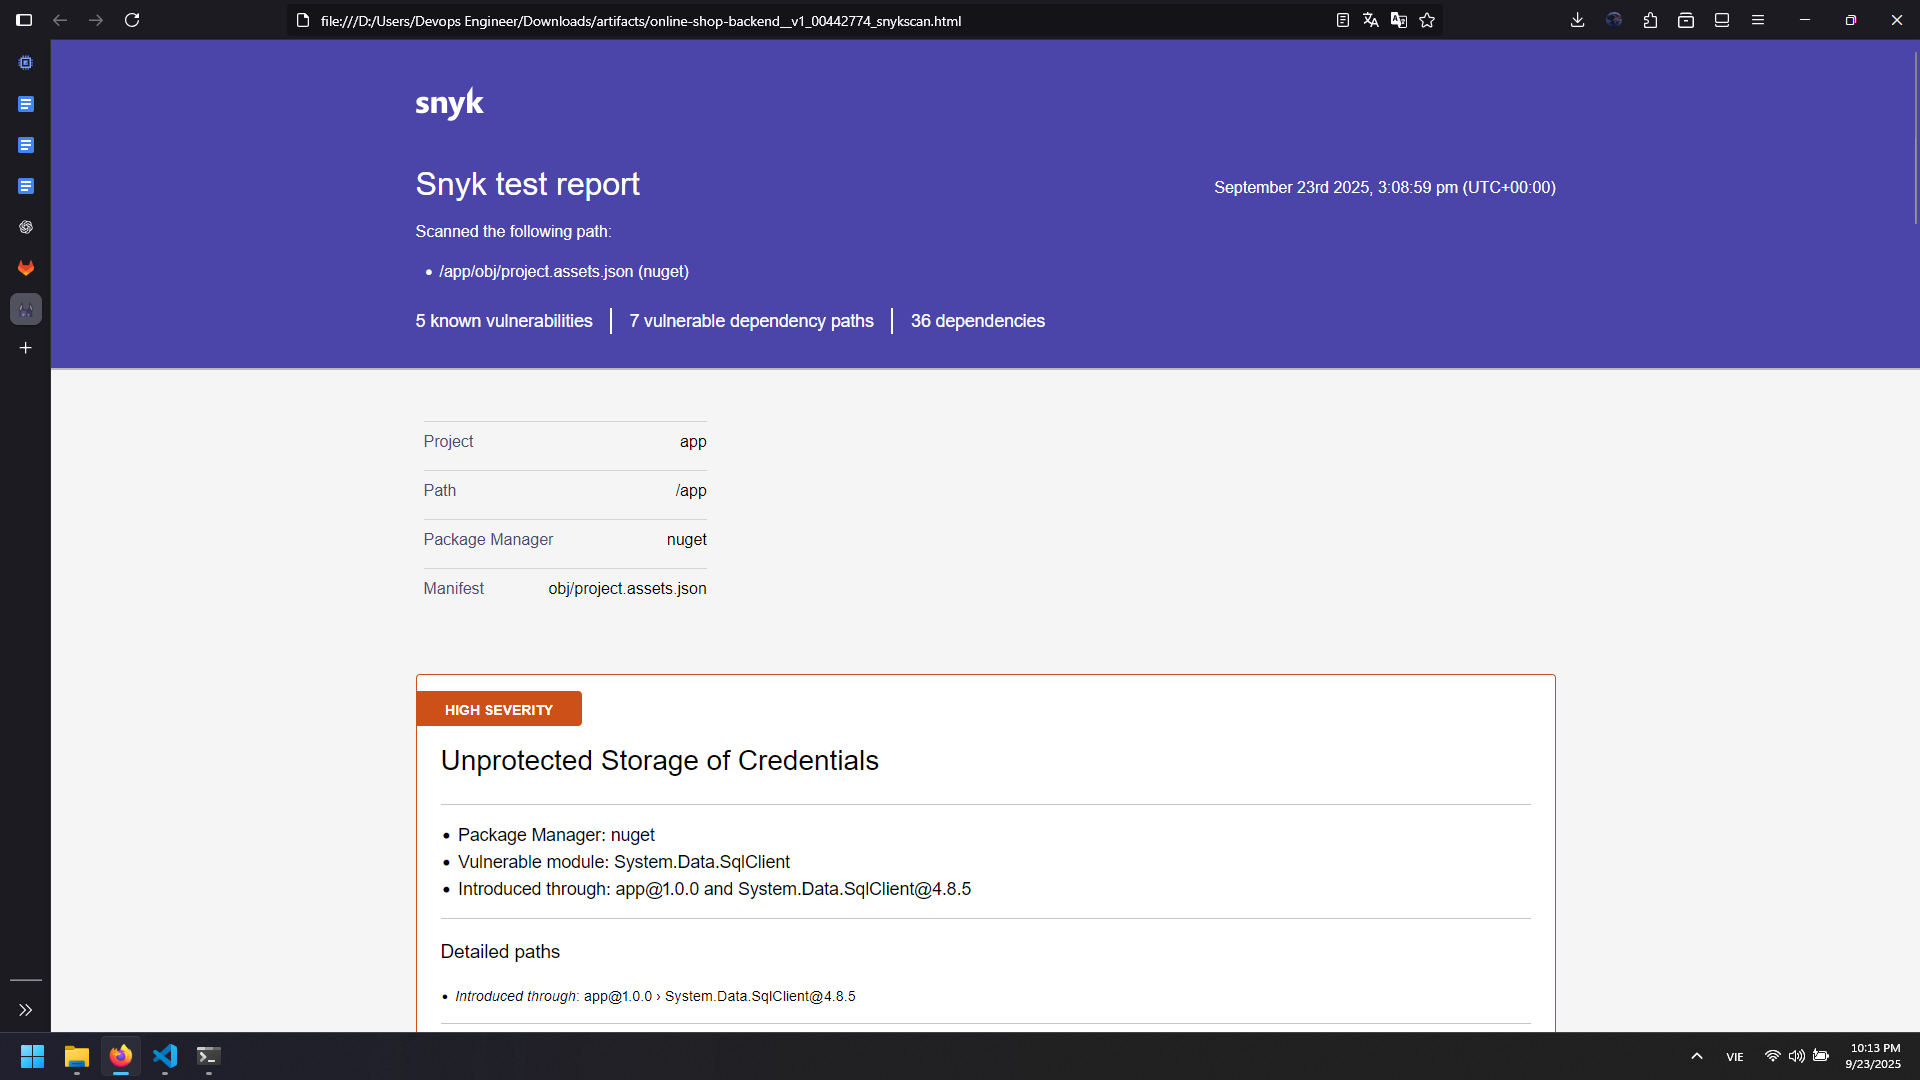 file:///D:/Users/Devops Engineer/Downloads/artifacts/online-shop-backend__v1_00442774_snykscan.html
snyk
Snyk test report
September 23rd 2025, 3:08:59 pm (UTC+00:00)
Scanned the following path:
• /app/obj/project.assets.json (nuget)
5 known vulnerabilities
7 vulnerable dependency paths
36 dependencies
Project app
Path /app
Package Manager nuget
Manifest obj/project.assets.json
HIGH SEVERITY
Unprotected Storage of Credentials
• Package Manager: nuget
• Vulnerable module: System.Data.SqlClient
• Introduced through: app@1.0.0 and System.Data.SqlClient@4.8.5
Detailed paths
• Introduced through: app@1.0.0 › System.Data.SqlClient@4.8.5
VIE
10:13 PM
9/23/2025